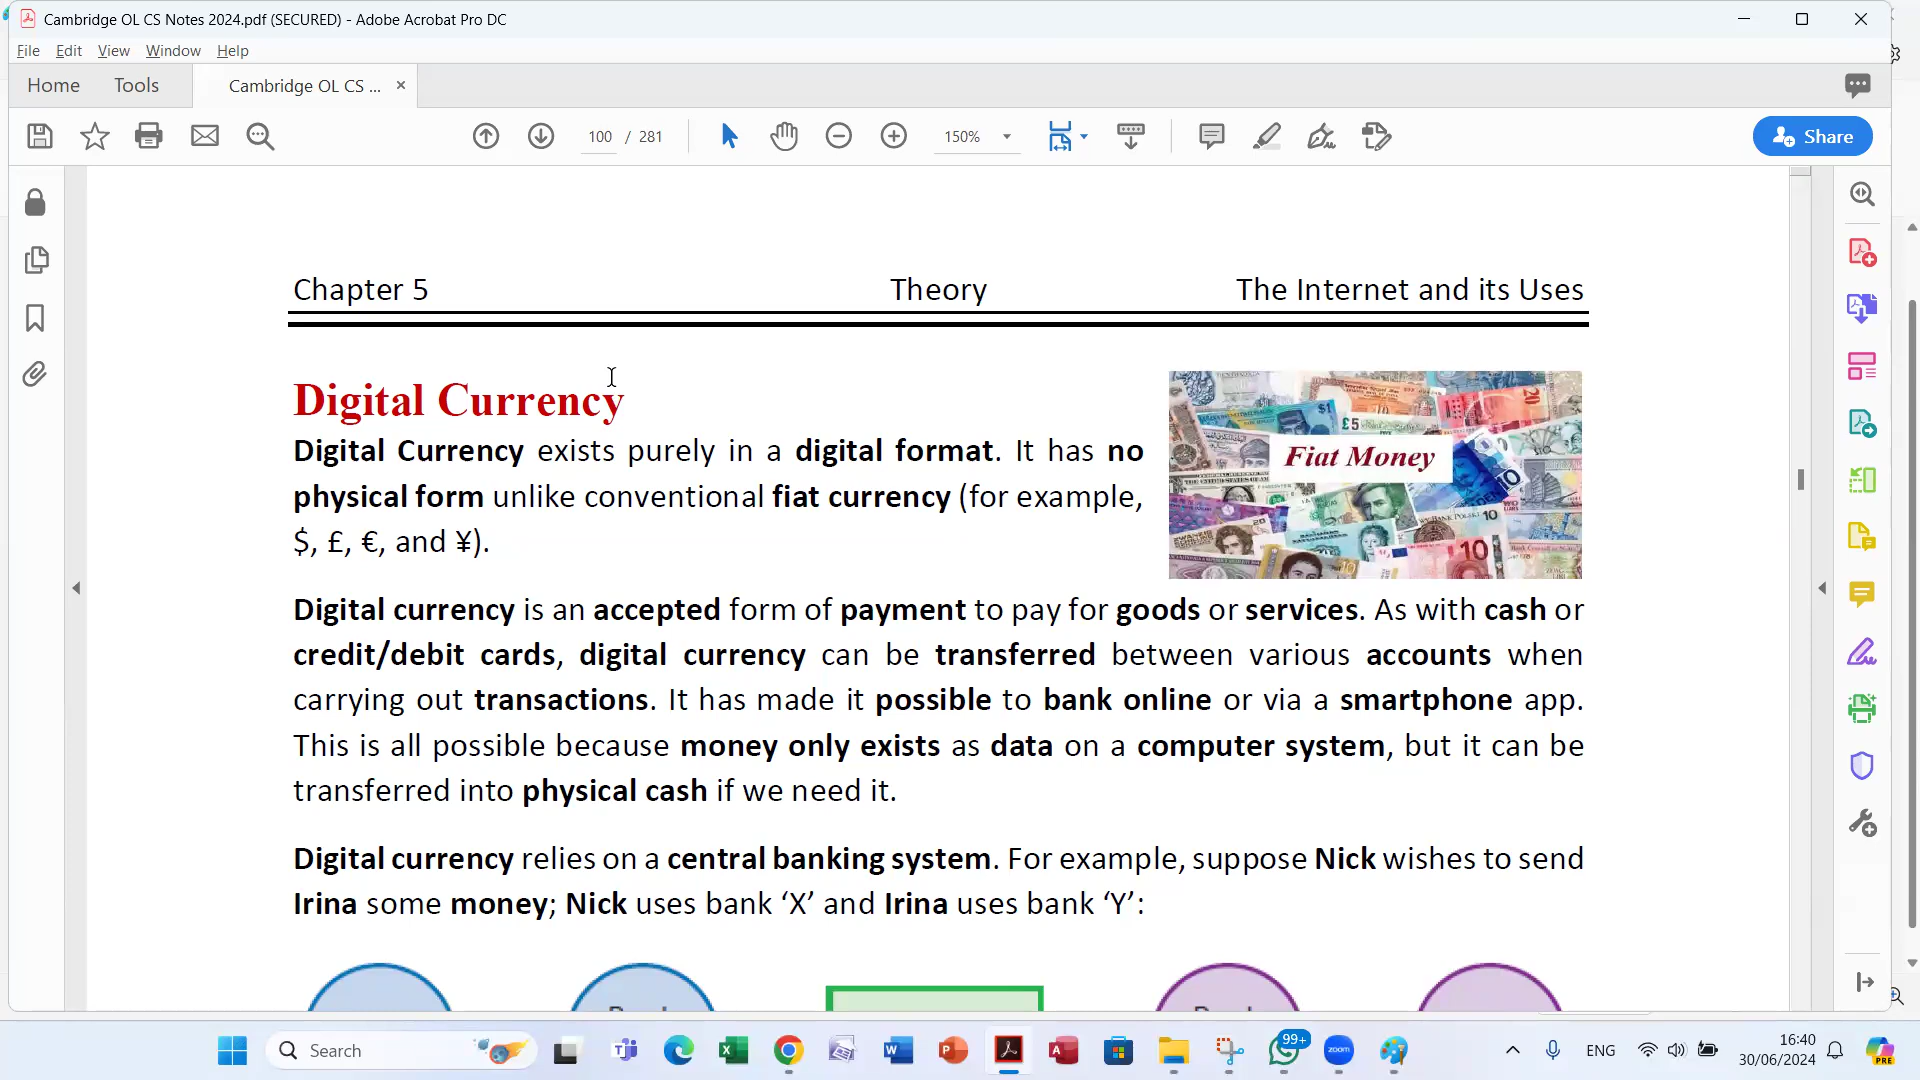 Cambridge OL CS Notes 2024.pdf (SECURED) - Adobe Acrobat Pro DC
File Edit View Window Help
Home Tools Cambridge OL CS ... ×
100 / 281 150% Share
Chapter 5 Theory The Internet and its Uses
Digital Currency
Digital Currency exists purely in a digital format. It has no
physical form unlike conventional fiat currency (for example,
$, £, €, and ¥).
Fiat Money
Digital currency is an accepted form of payment to pay for goods or services. As with cash or
credit/debit cards, digital currency can be transferred between various accounts when
carrying out transactions. It has made it possible to bank online or via a smartphone app.
This is all possible because money only exists as data on a computer system, but it can be
transferred into physical cash if we need it.
Digital currency relies on a central banking system. For example, suppose Nick wishes to send
Irina some money; Nick uses bank ‘X’ and Irina uses bank ‘Y’:
Search
99+
zoom
ENG
16:40
30/06/2024
PRE